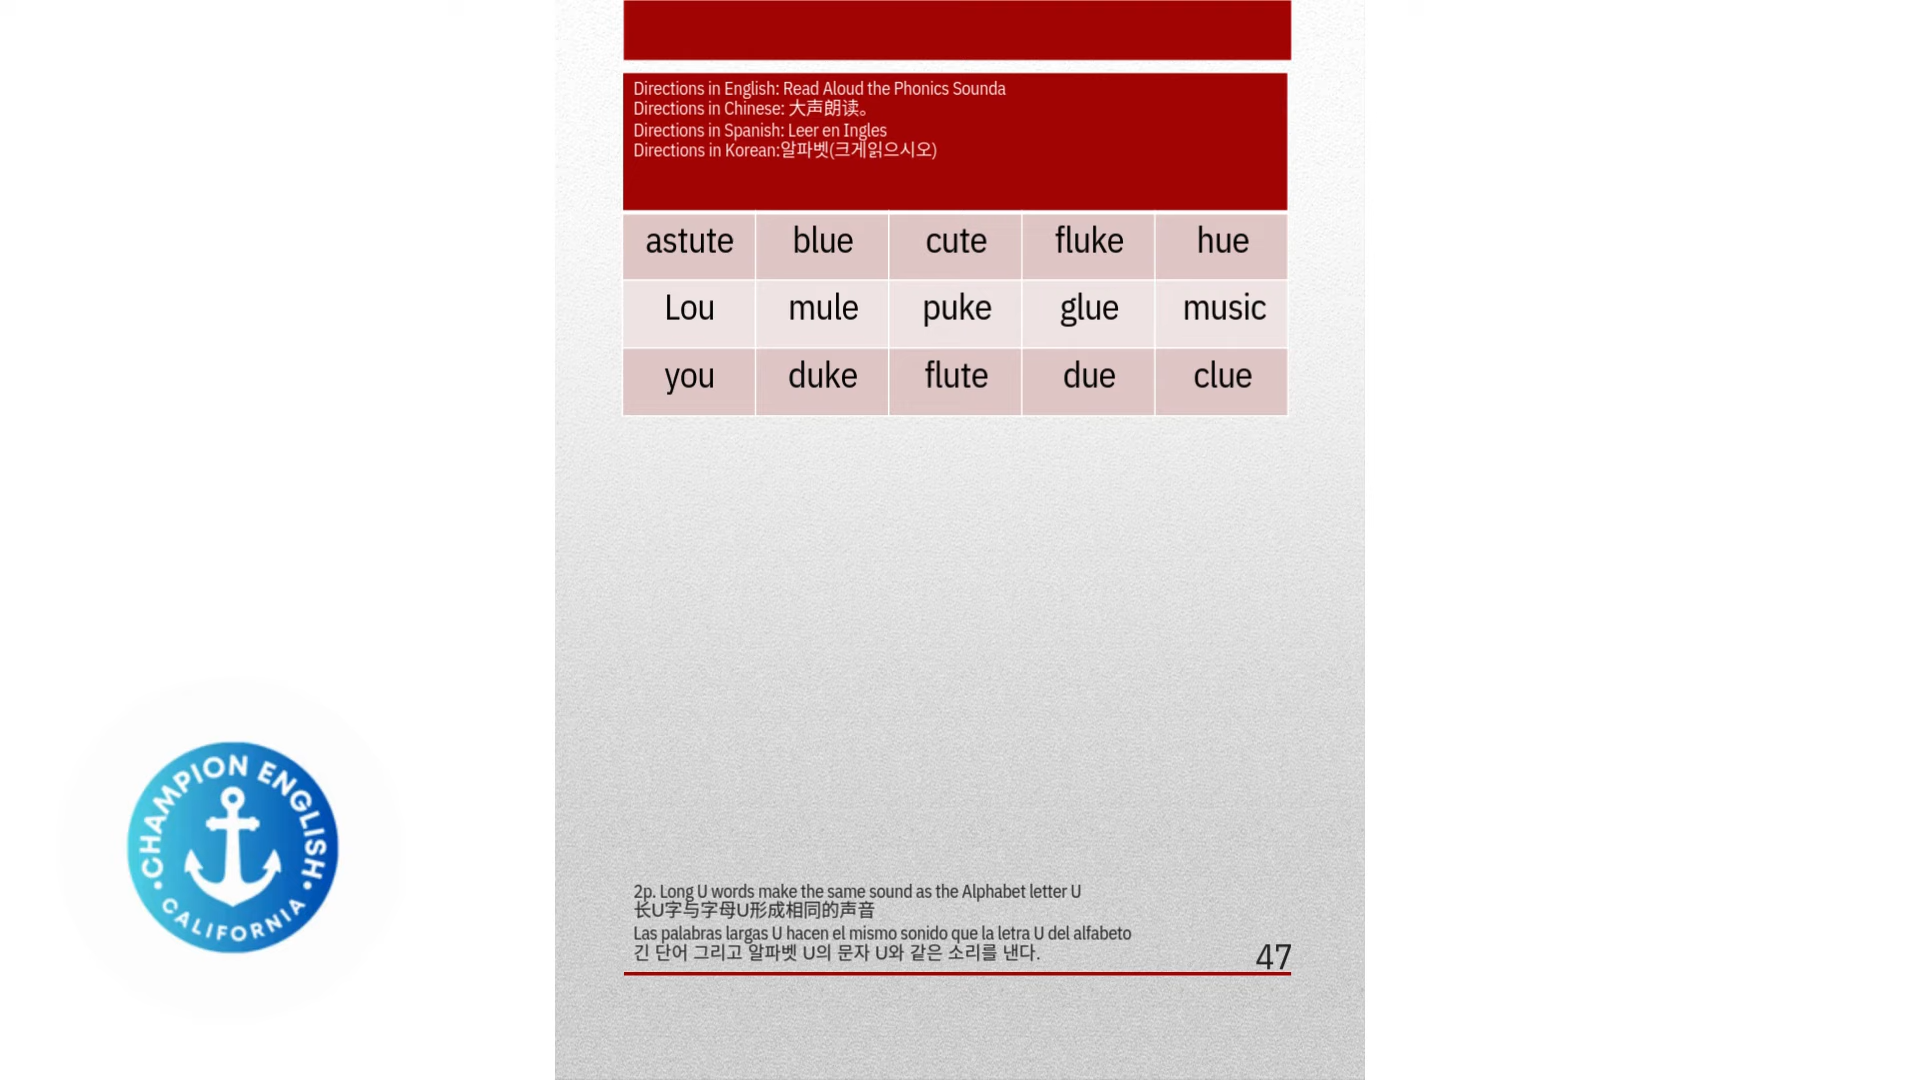 Directions in English: Read Aloud the Phonics Sounda
Directions in Chinese: 大声朗读。
Directions in Spanish: Leer en Ingles
Directions in Korean:알파벳(크게읽으시오)
astute blue cute fluke hue
Lou mule puke glue music
you duke flute due clue
CHAMPION ENGLISH
CALIFORNIA
2p. Long U words make the same sound as the Alphabet letter U
长U字与字母U形成相同的声音
Las palabras largas U hacen el mismo sonido que la letra U del alfabeto
긴 단어 그리고 알파벳 U의 문자 U와 같은 소리를 낸다.
47